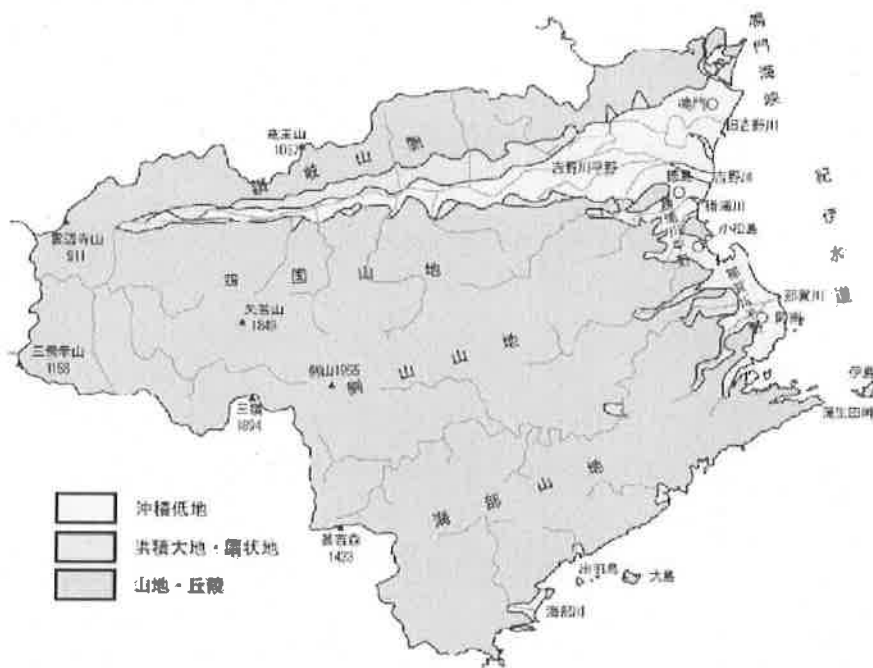 鳴門海峡
鳴門
旧吉野川
竜王山
讃岐山脈
吉野川平野
徳島
吉野川
紀伊水道
勝浦川
小松島
雲辺寺山
911
四国山地
那賀川
阿南
矢筈山
1849
三傍示山
1158
剣山1955
剣山山地
三嶺
1894
伊島
蒲生田岬
海部山地
沖積低地
洪積大地・扇状地
甚吉森
1423
山地・丘陵
出羽島
大島
海部川